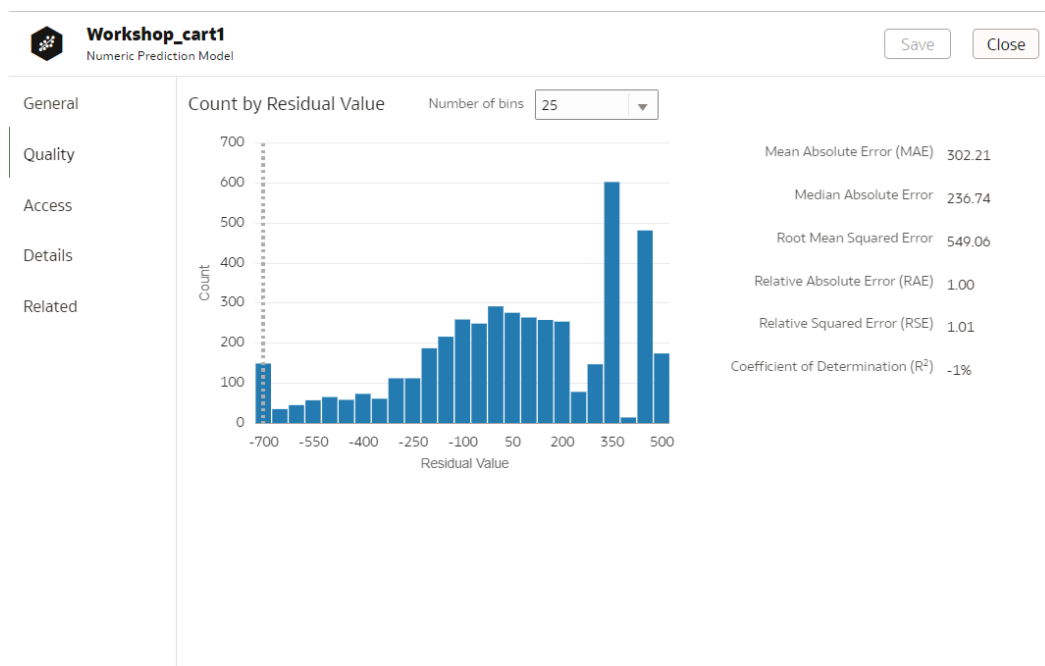 Workshop_cart1
Numeric Prediction Model
Save
Close
General
Quality
Access
Details
Related
Count by Residual Value
Number of bins
25
700
600
500
400
300
200
100
0
Count
-700 -550 -400 -250 -100 50 200 350 500
Residual Value
Mean Absolute Error (MAE) 302.21
Median Absolute Error 236.74
Root Mean Squared Error 549.06
Relative Absolute Error (RAE) 1.00
Relative Squared Error (RSE) 1.01
Coefficient of Determination (R²) -1%